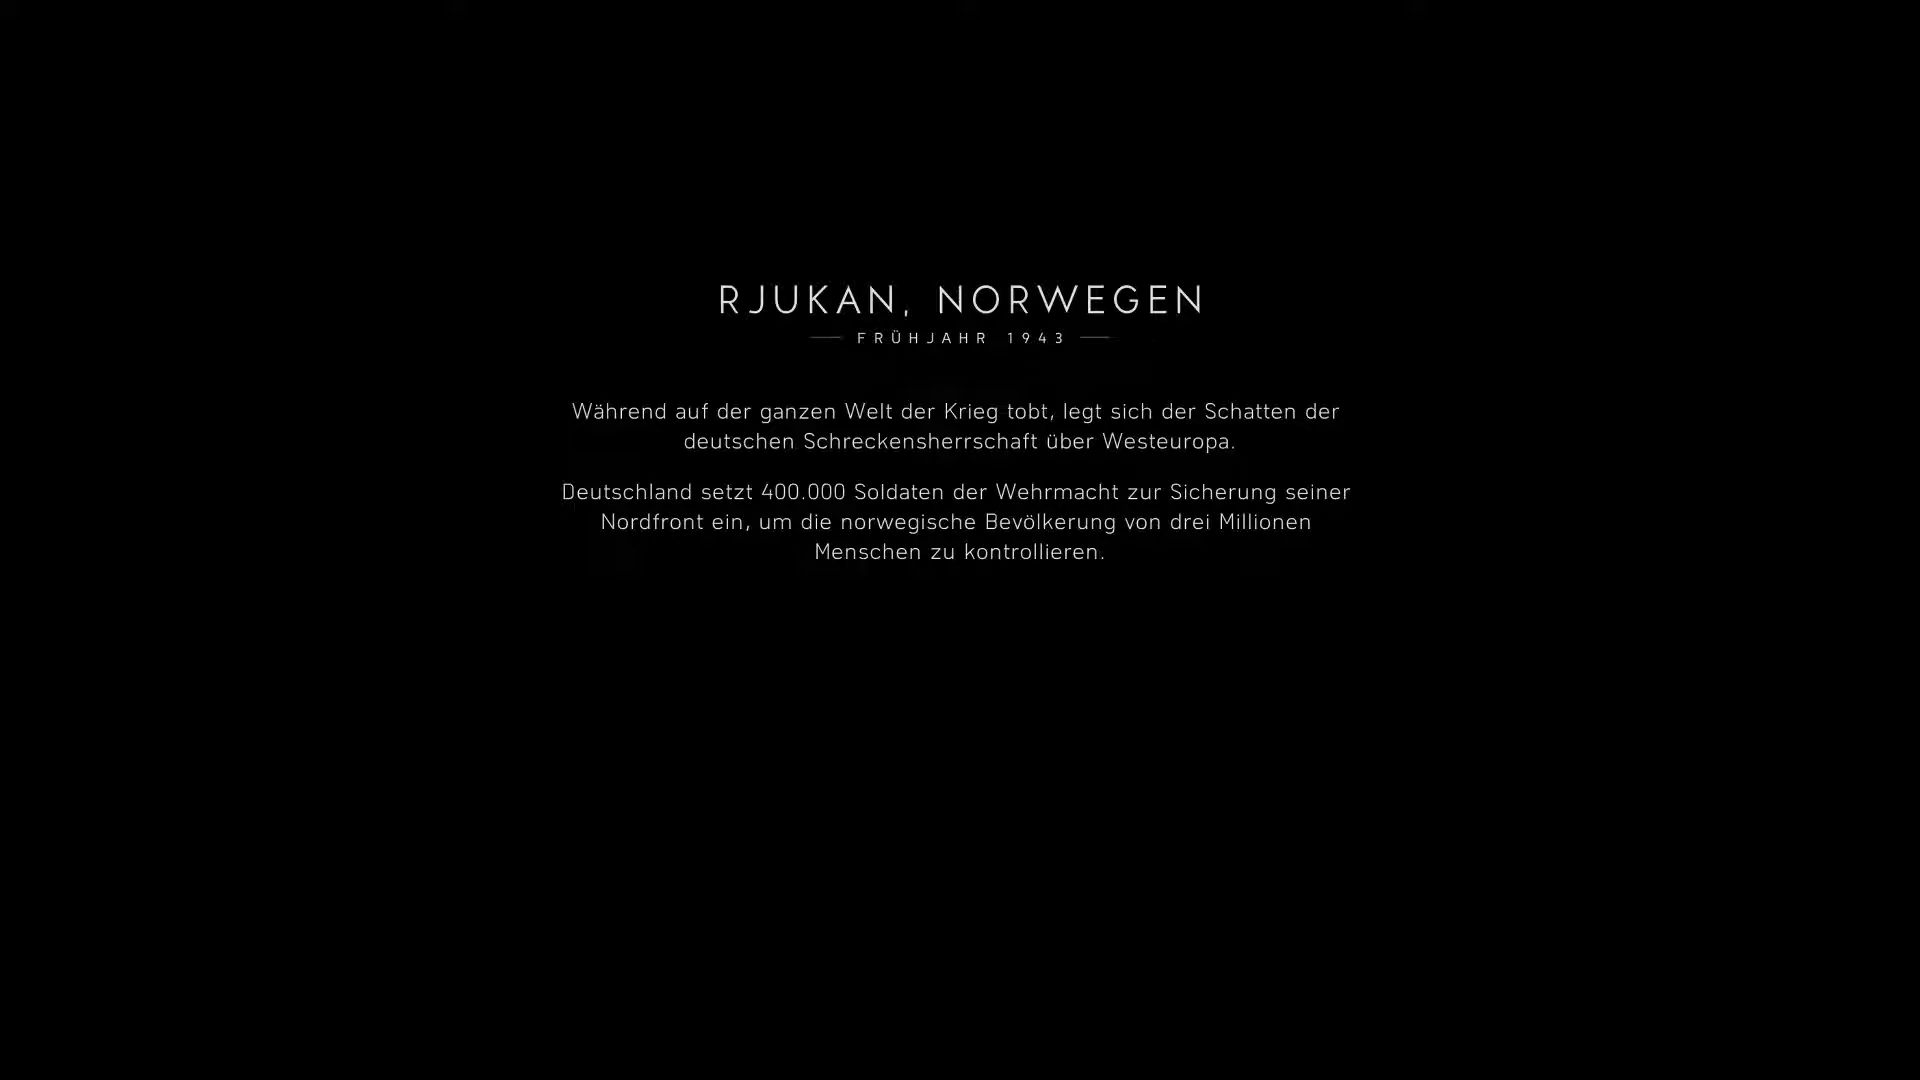 RJUKAN, NORWEGEN
FRÜHJAHR 1943
Während auf der ganzen Welt der Krieg tobt, legt sich der Schatten der
deutschen Schreckensherrschaft über Westeuropa.
Deutschland setzt 400.000 Soldaten der Wehrmacht zur Sicherung seiner
Nordfront ein, um die norwegische Bevölkerung von drei Millionen
Menschen zu kontrollieren.